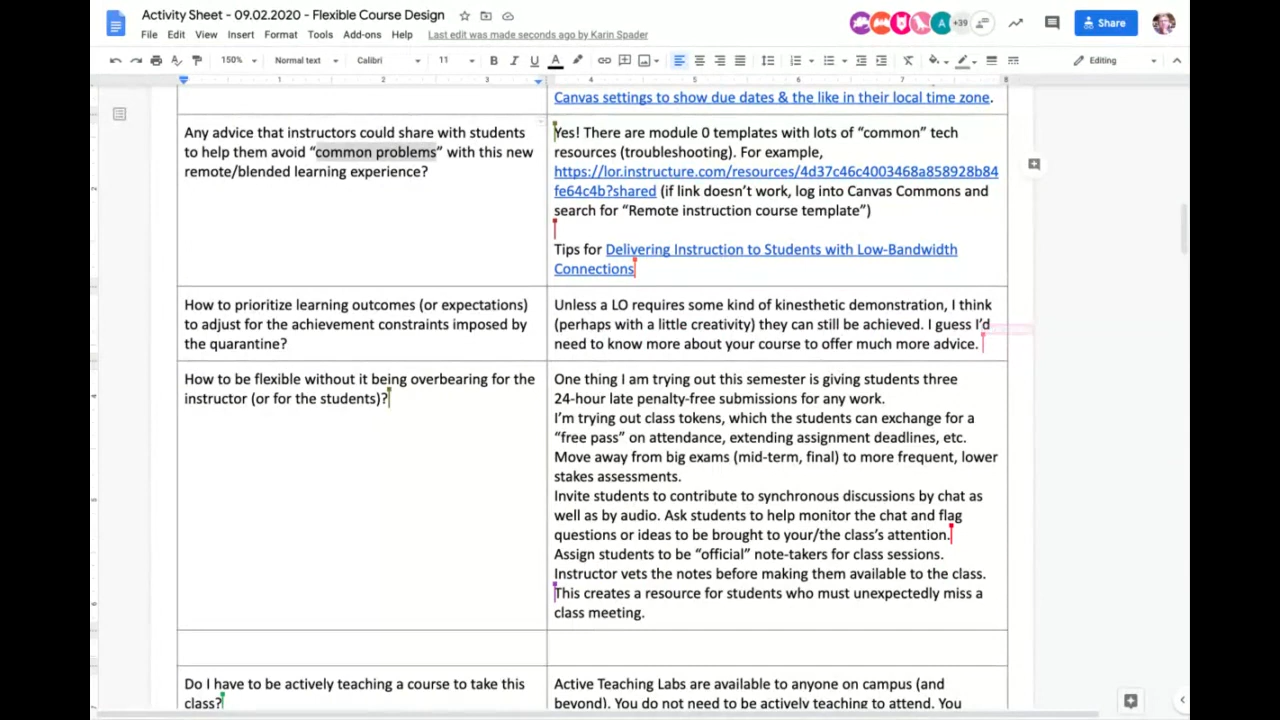 Activity Sheet - 09.02.2020 - Flexible Course Design
+39
Share
File Edit View Insert Format Tools Add-ons Help Last edit was made seconds ago by Karin Spader
150% Normal text Calibri 11 B I U A Editing
1 2 3 4 5 6 7 8
Canvas settings to show due dates & the like in their local time zone.
Any advice that instructors could share with students
to help them avoid “common problems” with this new
remote/blended learning experience?
Yes! There are module 0 templates with lots of “common” tech
resources (troubleshooting). For example,
https://lor.instructure.com/resources/4d37c46c4003468a858928b84
fe64c4b?shared (if link doesn’t work, log into Canvas Commons and
search for “Remote instruction course template”)
Tips for Delivering Instruction to Students with Low-Bandwidth
Connections
How to prioritize learning outcomes (or expectations)
to adjust for the achievement constraints imposed by
the quarantine?
Unless a LO requires some kind of kinesthetic demonstration, I think
(perhaps with a little creativity) they can still be achieved. I guess I’d
need to know more about your course to offer much more advice.
How to be flexible without it being overbearing for the
instructor (or for the students)?
One thing I am trying out this semester is giving students three
24-hour late penalty-free submissions for any work.
I’m trying out class tokens, which the students can exchange for a
“free pass” on attendance, extending assignment deadlines, etc.
Move away from big exams (mid-term, final) to more frequent, lower
stakes assessments.
Invite students to contribute to synchronous discussions by chat as
well as by audio. Ask students to help monitor the chat and flag
questions or ideas to be brought to your/the class’s attention.
Assign students to be “official” note-takers for class sessions.
Instructor vets the notes before making them available to the class.
This creates a resource for students who must unexpectedly miss a
class meeting.
Do I have to be actively teaching a course to take this
class?
Active Teaching Labs are available to anyone on campus (and
beyond). You do not need to be actively teaching to attend. You